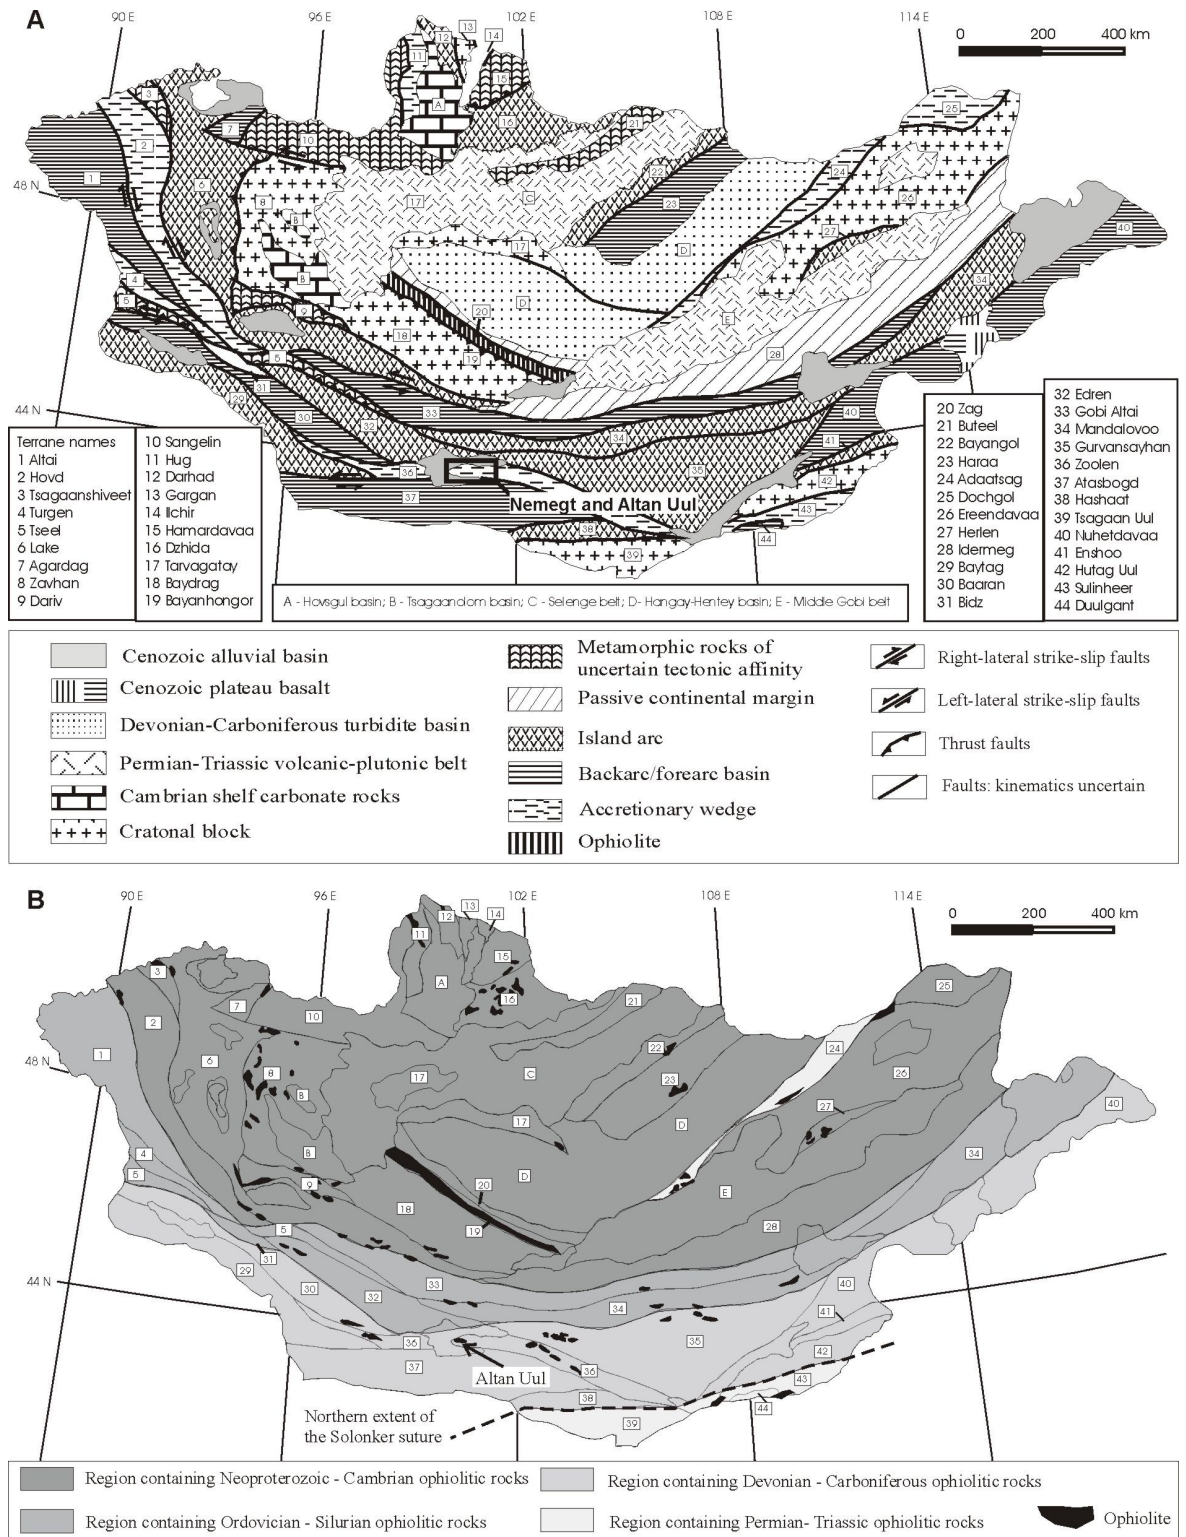 A
90 E
96 E
102 E
108 E
114 E
0 200 400 km
48 N
44 N
Nemegt and Altan Uul
Terrane names
1 Altai
2 Hovd
3 Tsagaanshiveet
4 Turgen
5 Tseel
6 Lake
7 Agardag
8 Zavhan
9 Dariv
10 Sangelin
11 Hug
12 Darhad
13 Gargan
14 Ilchir
15 Hamardavaa
16 Dzhida
17 Tarvagatay
18 Baydrag
19 Bayanhongor
20 Zag
21 Buteel
22 Bayangol
23 Haraa
24 Adaatsag
25 Dochgol
26 Ereendavaa
27 Herlen
28 Idermeg
29 Baytag
30 Baaran
31 Bidz
32 Edren
33 Gobi Altai
34 Mandalovoo
35 Gurvansayhan
36 Zoolen
37 Atasbogd
38 Hashaat
39 Tsagaan Uul
40 Nuhetdavaa
41 Enshoo
42 Hutag Uul
43 Sulinheer
44 Duulgant
A - Hovsgul basin; B - Tsagaanolom basin; C - Selenge belt; D- Hangay-Hentey basin; E - Middle Gobi belt
Cenozoic alluvial basin
Cenozoic plateau basalt
Devonian-Carboniferous turbidite basin
Permian-Triassic volcanic-plutonic belt
Cambrian shelf carbonate rocks
Cratonal block
Metamorphic rocks of
uncertain tectonic affinity
Passive continental margin
Island arc
Backarc/forearc basin
Accretionary wedge
Ophiolite
Right-lateral strike-slip faults
Left-lateral strike-slip faults
Thrust faults
Faults: kinematics uncertain
B
90 E
96 E
102 E
108 E
114 E
0 200 400 km
48 N
44 N
Altan Uul
Northern extent of
the Solonker suture
Region containing Neoproterozoic - Cambrian ophiolitic rocks
Region containing Ordovician - Silurian ophiolitic rocks
Region containing Devonian - Carboniferous ophiolitic rocks
Region containing Permian- Triassic ophiolitic rocks
Ophiolite